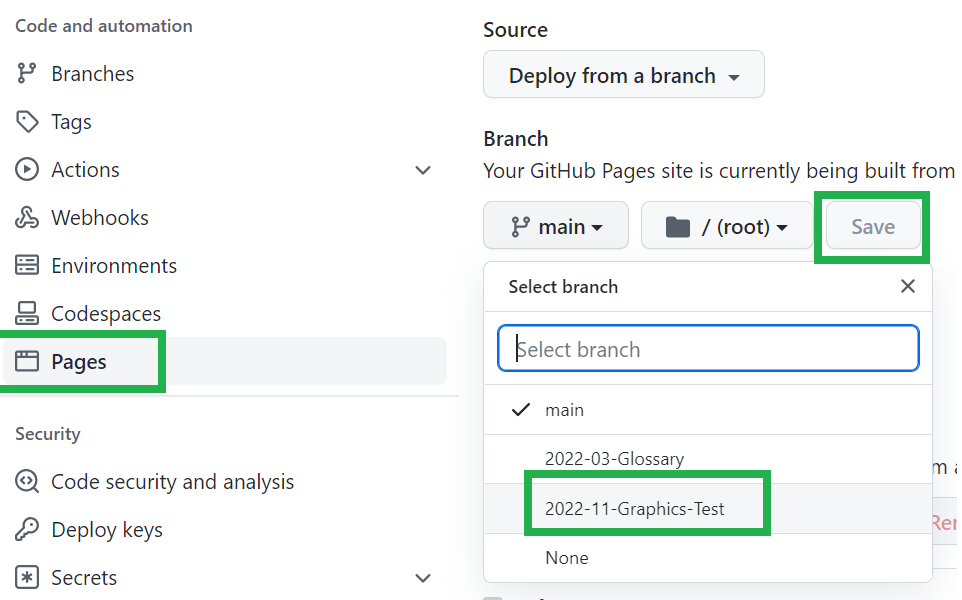 Code and automation
Branches
Tags
Actions
Webhooks
Environments
Codespaces
Pages
Security
Code security and analysis
Deploy keys
Secrets
Source
Deploy from a branch
Branch
Your GitHub Pages site is currently being built from
main
/ (root)
Save
Select branch
Select branch
main
2022-03-Glossary
2022-11-Graphics-Test
None